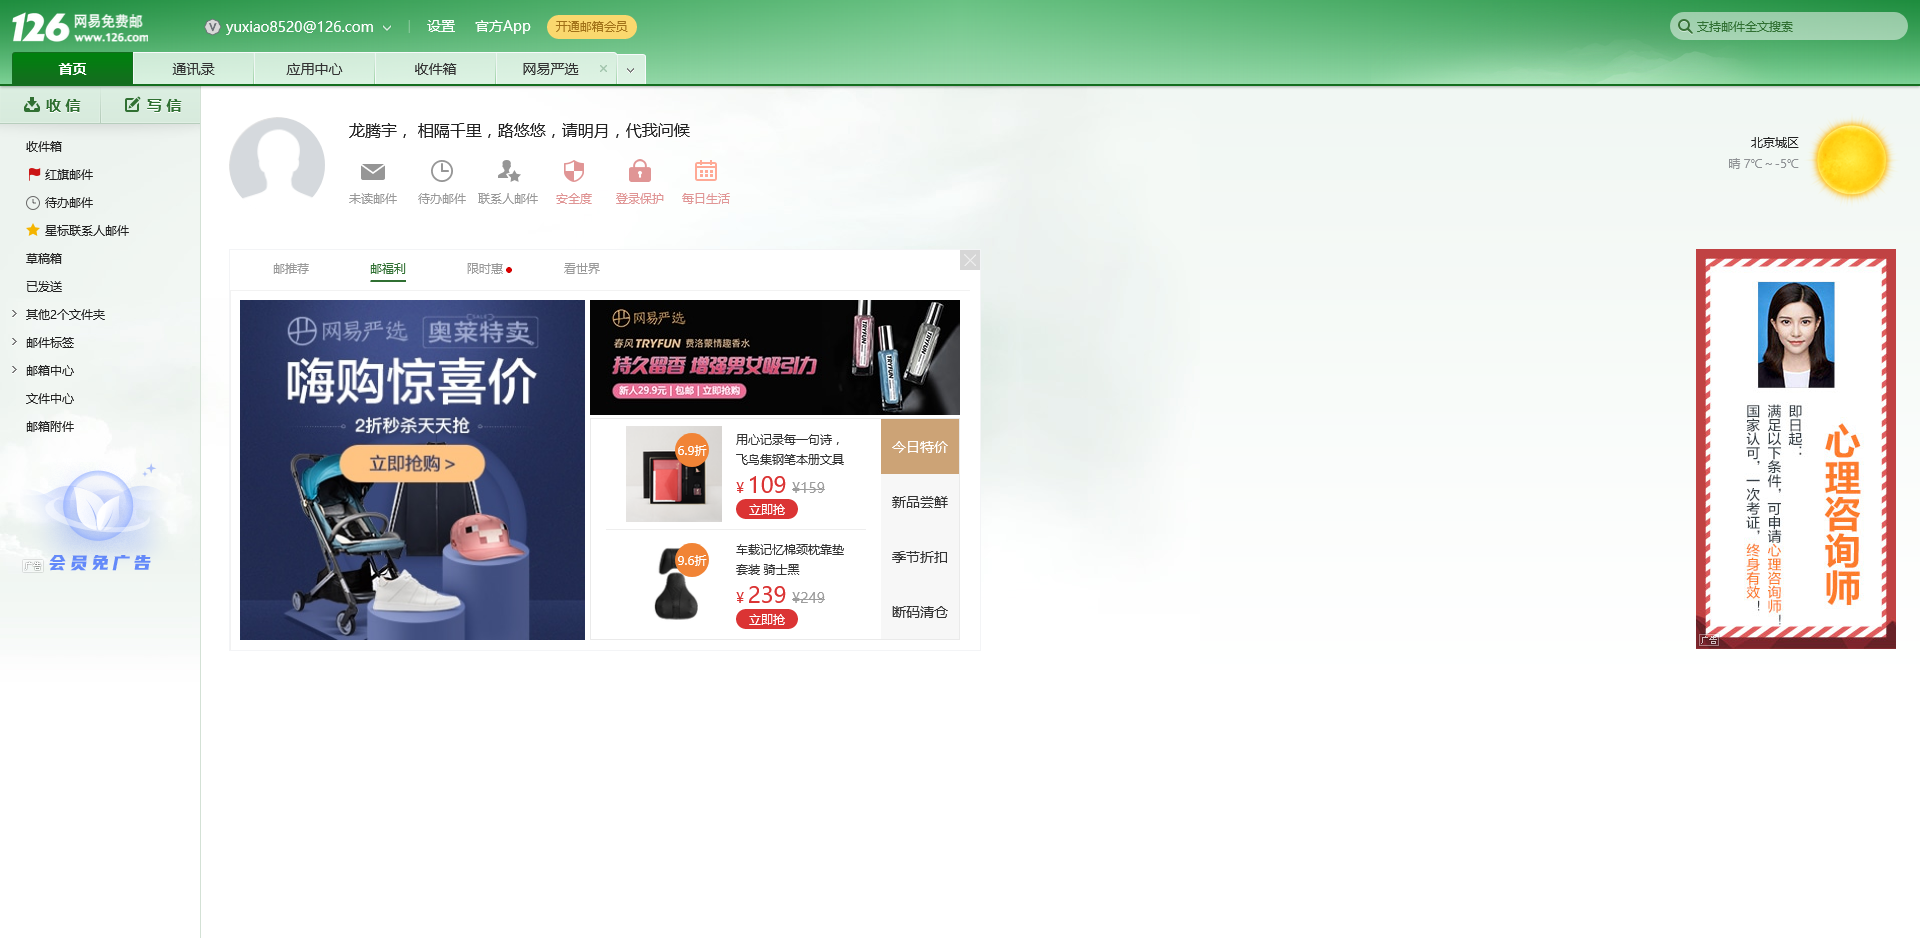 126 网易免费邮
www.126.com
yuxiao8520@126.com
设置
官方App
开通邮箱会员
支持邮件全文搜索
首页
通讯录
应用中心
收件箱
网易严选
收信
写信
收件箱
红旗邮件
待办邮件
星标联系人邮件
草稿箱
已发送
其他2个文件夹
邮件标签
邮箱中心
文件中心
邮箱附件
广告
会员免广告
龙腾宇，相隔千里，路悠悠，请明月，代我问候
未读邮件
待办邮件
联系人邮件
安全度
登录保护
每日生活
北京城区
晴 7℃～-5℃
邮推荐
邮福利
限时惠
看世界
网易严选 奥莱特卖
嗨购惊喜价
2折秒杀天天抢
立即抢购 >
网易严选
春风TRYFUN 费洛蒙情趣香水
持久留香 增强男女吸引力
新人29.9元 | 包邮 | 立即抢购
TRYFUN
TRYFUN
TRYFUN
6.9折
用心记录每一句诗，
飞鸟集钢笔本册文具
¥ 109 ¥159
立即抢
9.6折
车载记忆棉颈枕靠垫
套装 骑士黑
¥ 239 ¥249
立即抢
今日特价
新品尝鲜
季节折扣
断码清仓
心理咨询师
即日起：
满足以下条件，可申请心理咨询师！
国家认可，一次考证，终身有效！
广告